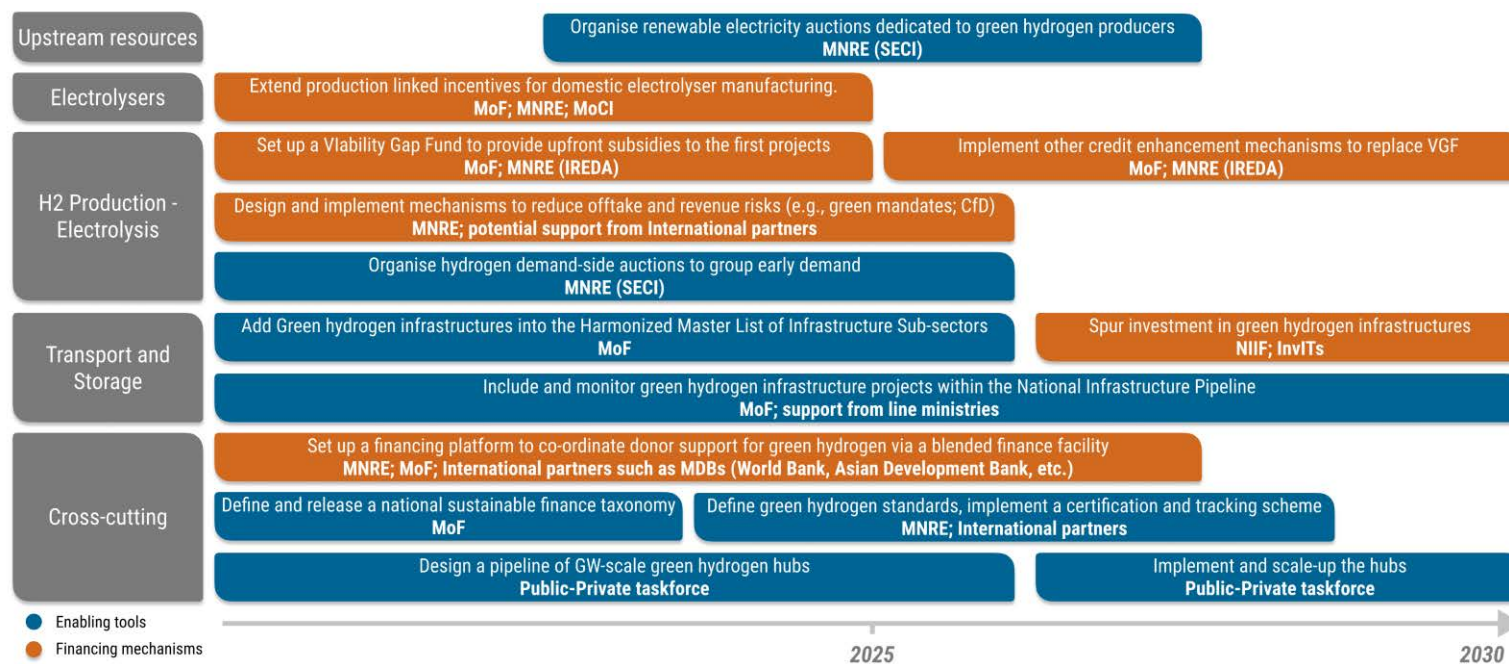 Upstream resources
Organise renewable electricity auctions dedicated to green hydrogen producers
MNRE (SECI)
Electrolysers
Extend production linked incentives for domestic electrolyser manufacturing.
MoF; MNRE; MoCI
H2 Production -
Electrolysis
Set up a VIability Gap Fund to provide upfront subsidies to the first projects
MoF; MNRE (IREDA)
Implement other credit enhancement mechanisms to replace VGF
MoF; MNRE (IREDA)
Design and implement mechanisms to reduce offtake and revenue risks (e.g., green mandates; CfD)
MNRE; potential support from International partners
Organise hydrogen demand-side auctions to group early demand
MNRE (SECI)
Transport and
Storage
Add Green hydrogen infrastructures into the Harmonized Master List of Infrastructure Sub-sectors
MoF
Spur investment in green hydrogen infrastructures
NIIF; InvITs
Include and monitor green hydrogen infrastructure projects within the National Infrastructure Pipeline
MoF; support from line ministries
Cross-cutting
Set up a financing platform to co-ordinate donor support for green hydrogen via a blended finance facility
MNRE; MoF; International partners such as MDBs (World Bank, Asian Development Bank, etc.)
Define and release a national sustainable finance taxonomy
MoF
Define green hydrogen standards, implement a certification and tracking scheme
MNRE; International partners
Design a pipeline of GW-scale green hydrogen hubs
Public-Private taskforce
Implement and scale-up the hubs
Public-Private taskforce
Enabling tools
Financing mechanisms
2025
2030